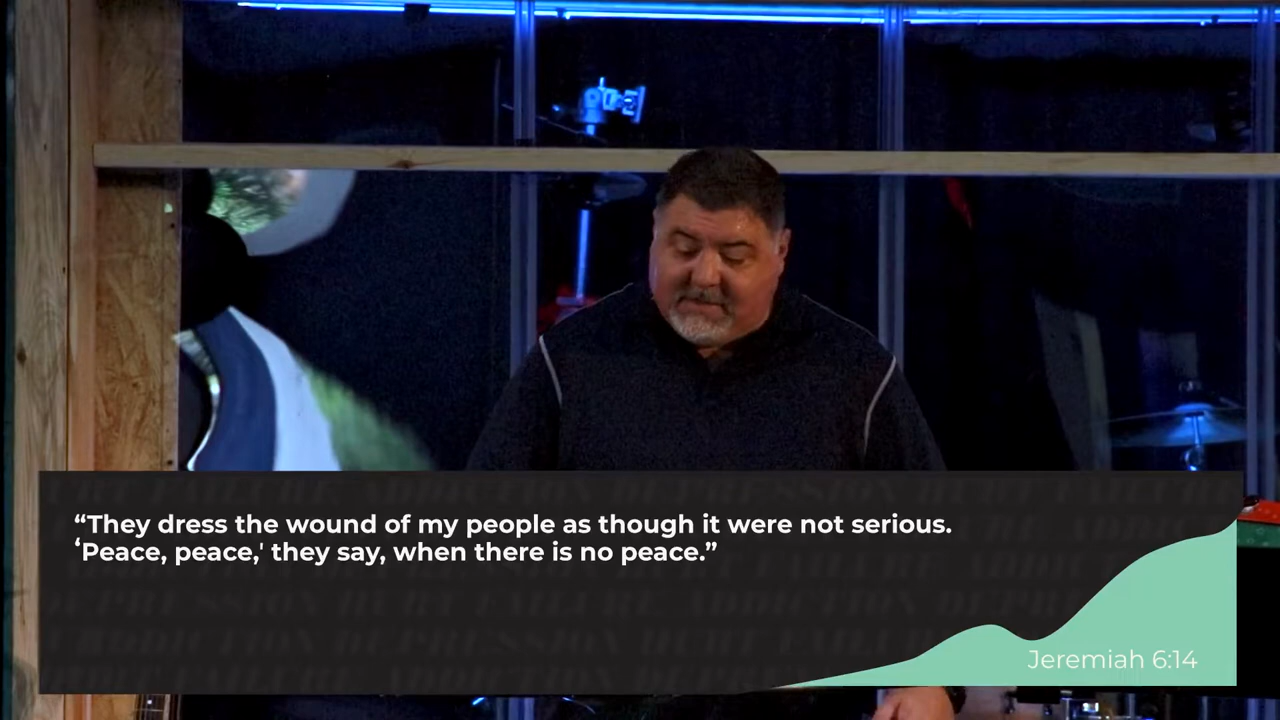 “They dress the wound of my people as though it were not serious.
‘Peace, peace,' they say, when there is no peace.”
Jeremiah 6:14